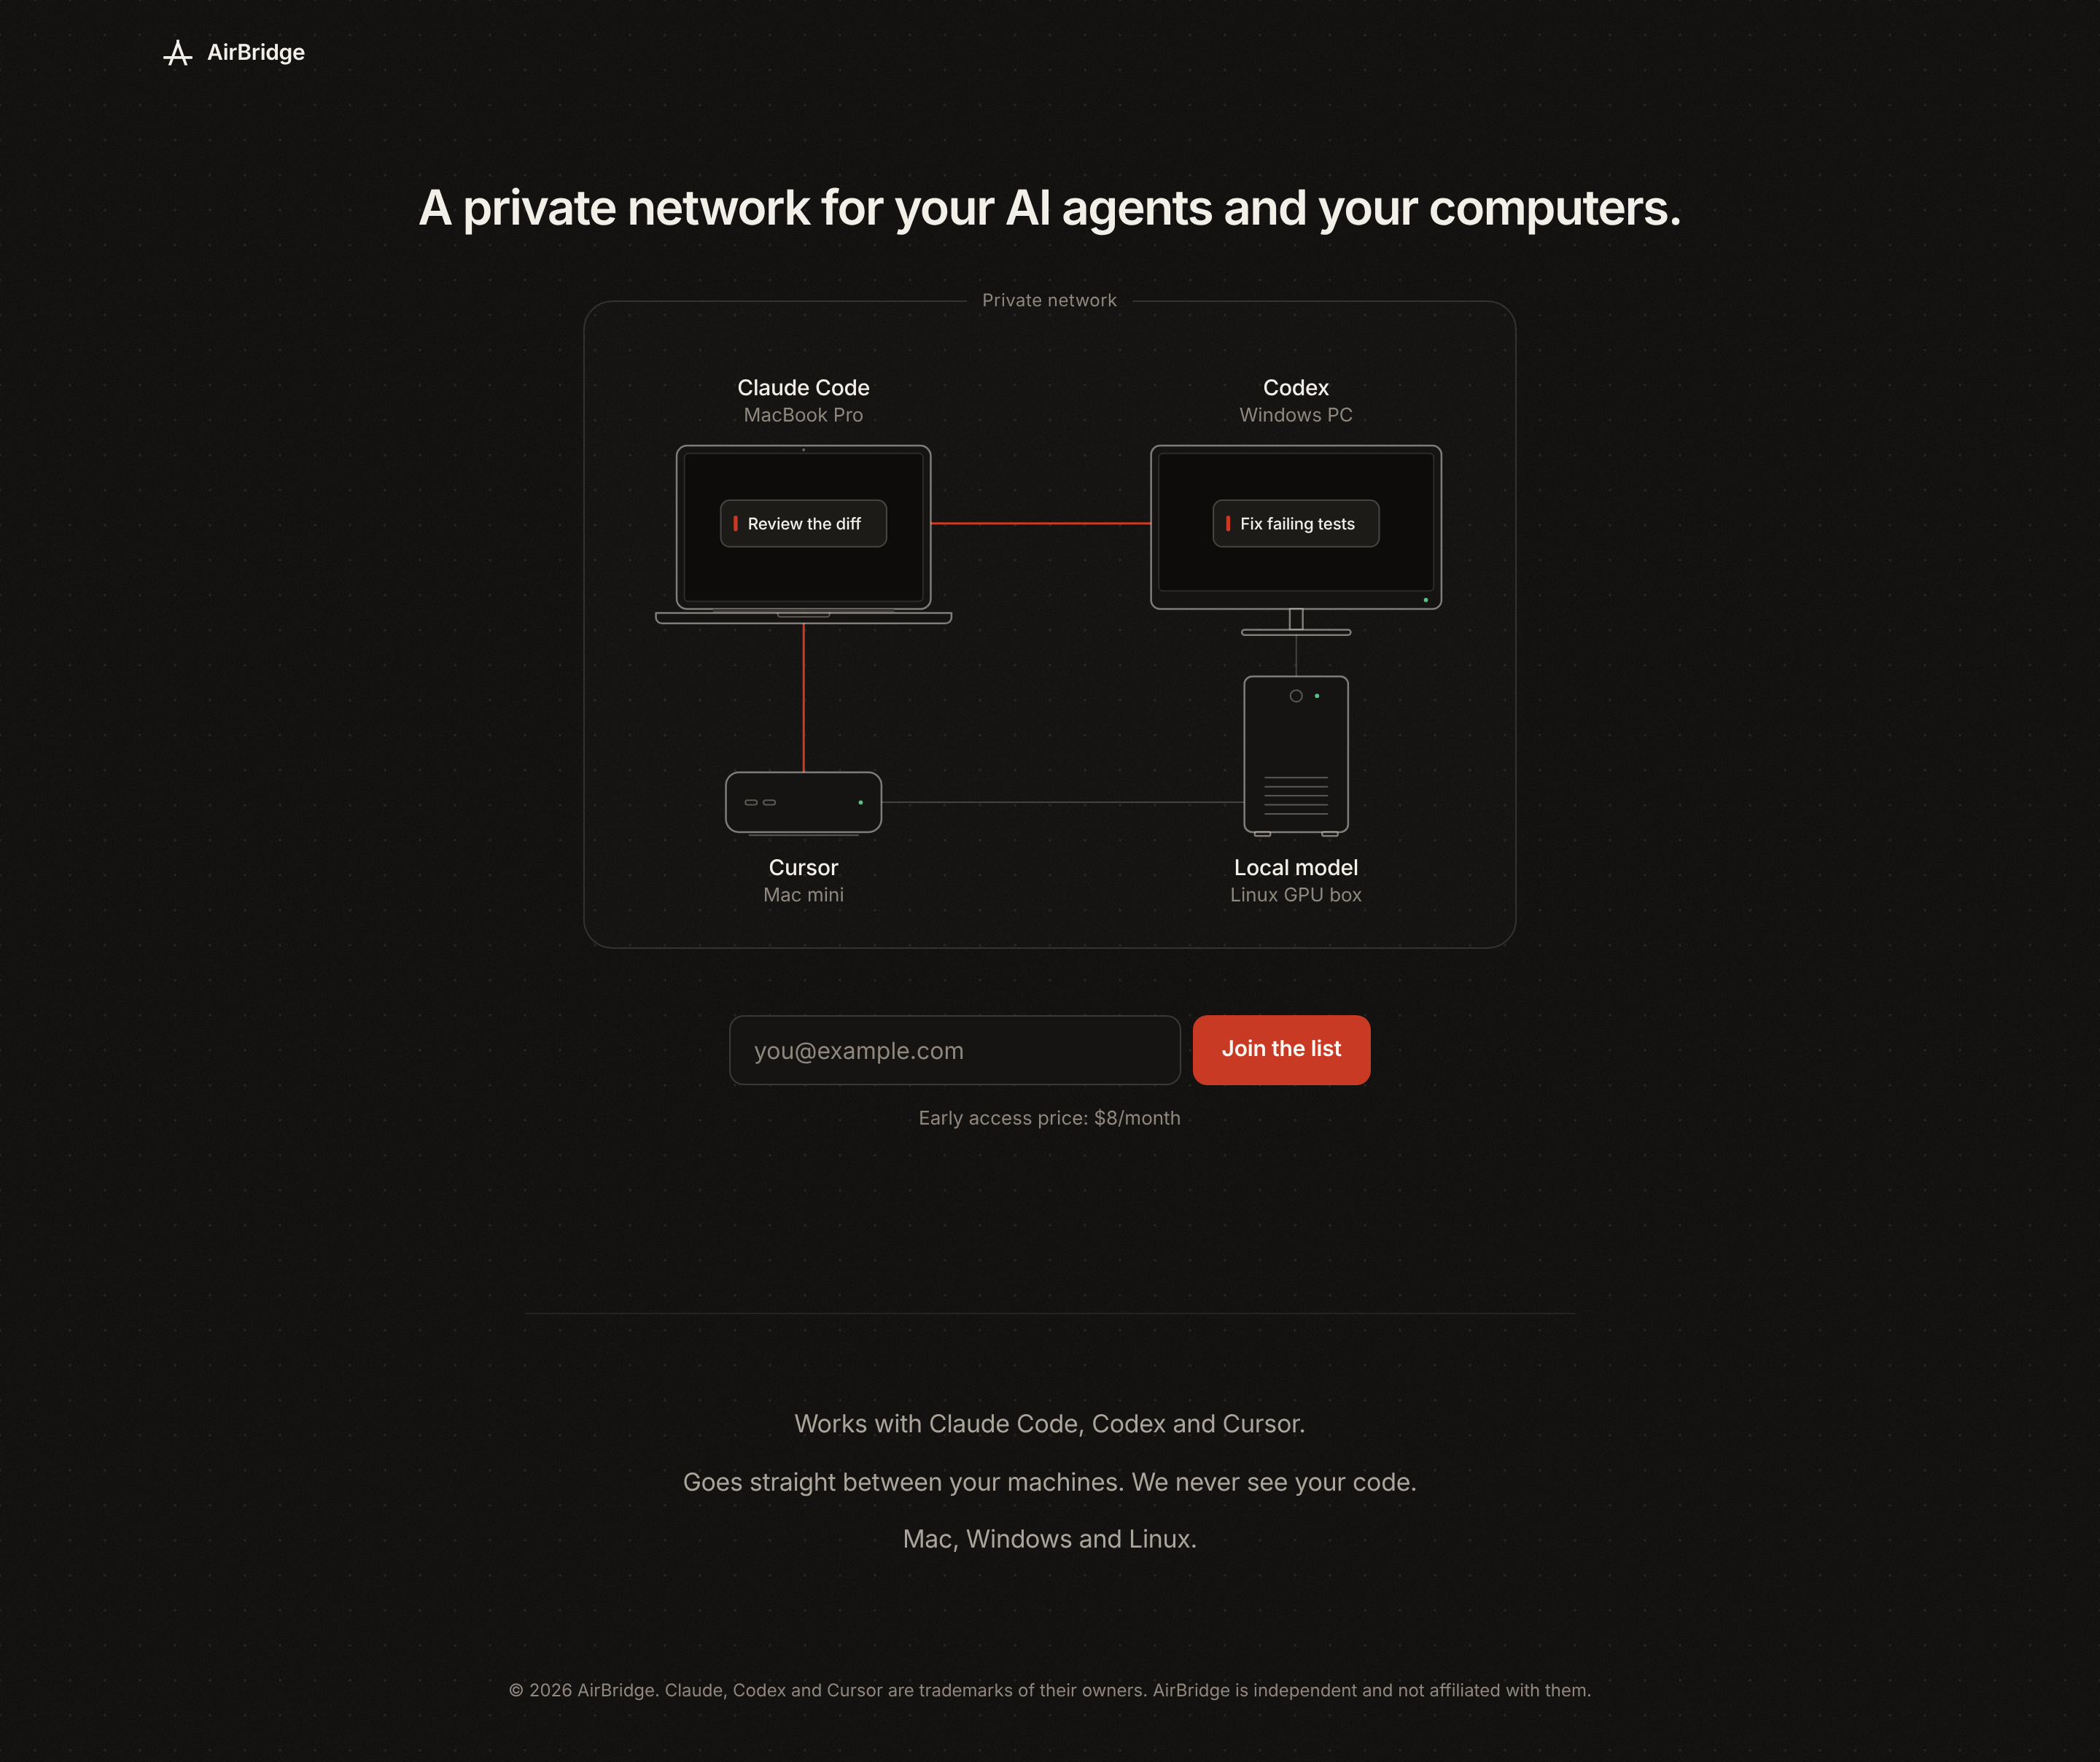 AirBridge
A private network for your AI agents and your computers.
Private network
Claude Code
MacBook Pro
Codex
Windows PC
Review the diff
Fix failing tests
Cursor
Mac mini
Local model
Linux GPU box
you@example.com
Join the list
Early access price: $8/month
Works with Claude Code, Codex and Cursor.
Goes straight between your machines. We never see your code.
Mac, Windows and Linux.
© 2026 AirBridge. Claude, Codex and Cursor are trademarks of their owners. AirBridge is independent and not affiliated with them.